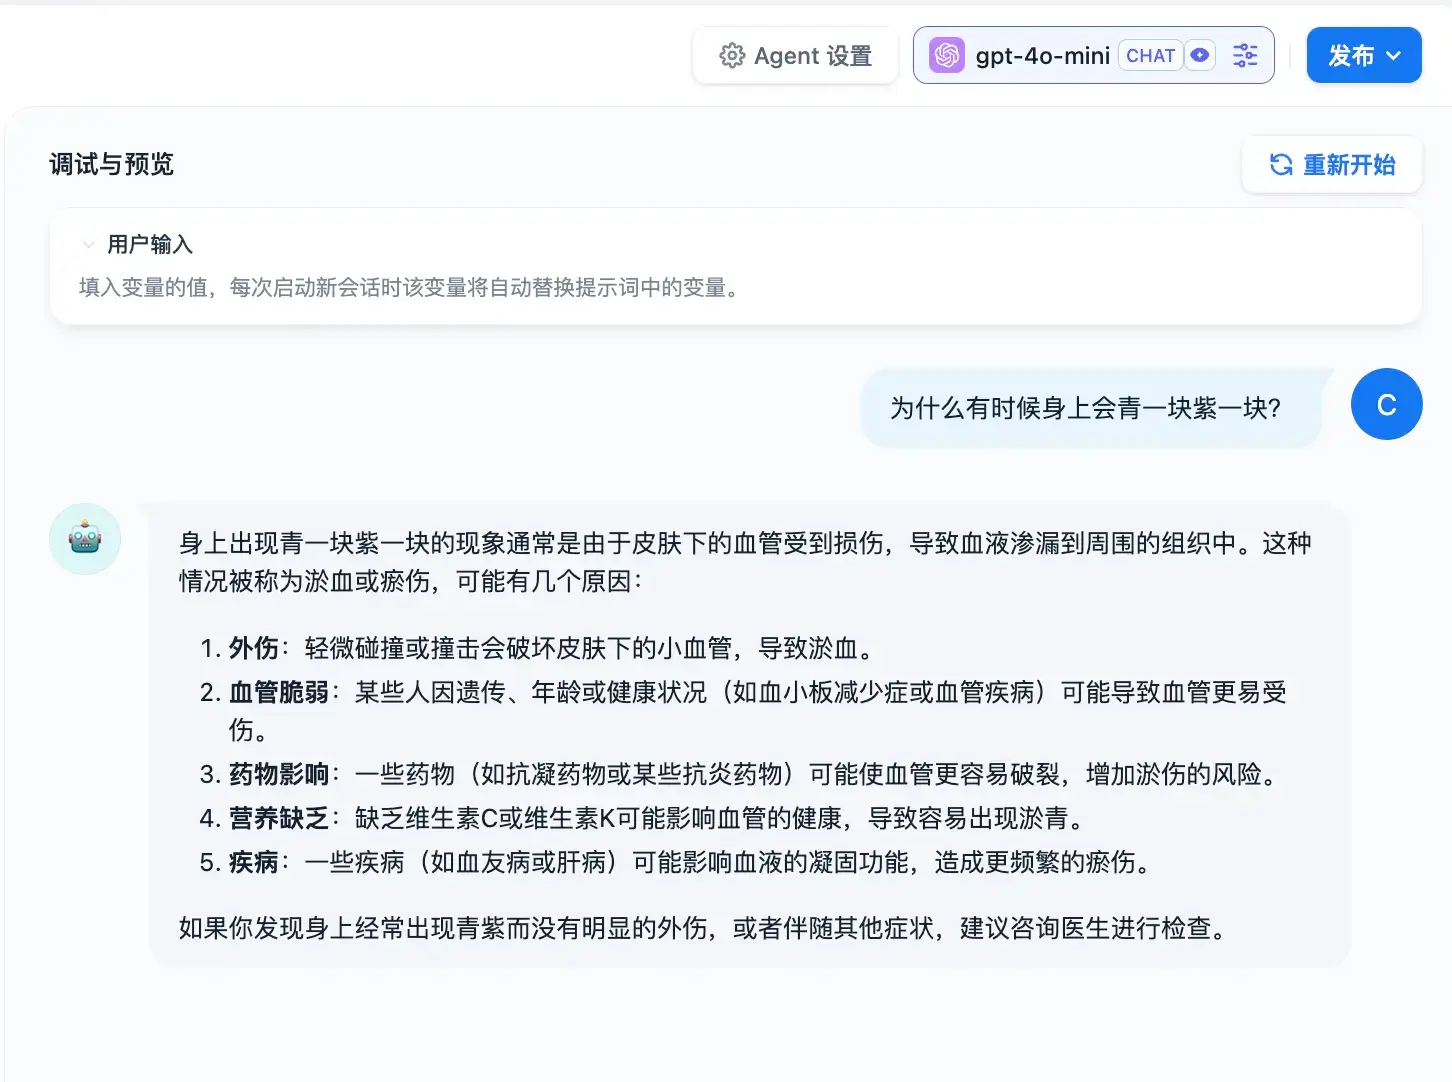 Agent 设置
gpt-4o-mini CHAT
发布
调试与预览
重新开始
用户输入
填入变量的值，每次启动新会话时该变量将自动替换提示词中的变量。
为什么有时候身上会青一块紫一块?
C
身上出现青一块紫一块的现象通常是由于皮肤下的血管受到损伤，导致血液渗漏到周围的组织中。这种
情况被称为淤血或瘀伤，可能有几个原因：
1. 外伤：轻微碰撞或撞击会破坏皮肤下的小血管，导致淤血。
2. 血管脆弱：某些人因遗传、年龄或健康状况（如血小板减少症或血管疾病）可能导致血管更易受
伤。
3. 药物影响：一些药物（如抗凝药物或某些抗炎药物）可能使血管更容易破裂，增加淤伤的风险。
4. 营养缺乏：缺乏维生素C或维生素K可能影响血管的健康，导致容易出现淤青。
5. 疾病：一些疾病（如血友病或肝病）可能影响血液的凝固功能，造成更频繁的瘀伤。
如果你发现身上经常出现青紫而没有明显的外伤，或者伴随其他症状，建议咨询医生进行检查。